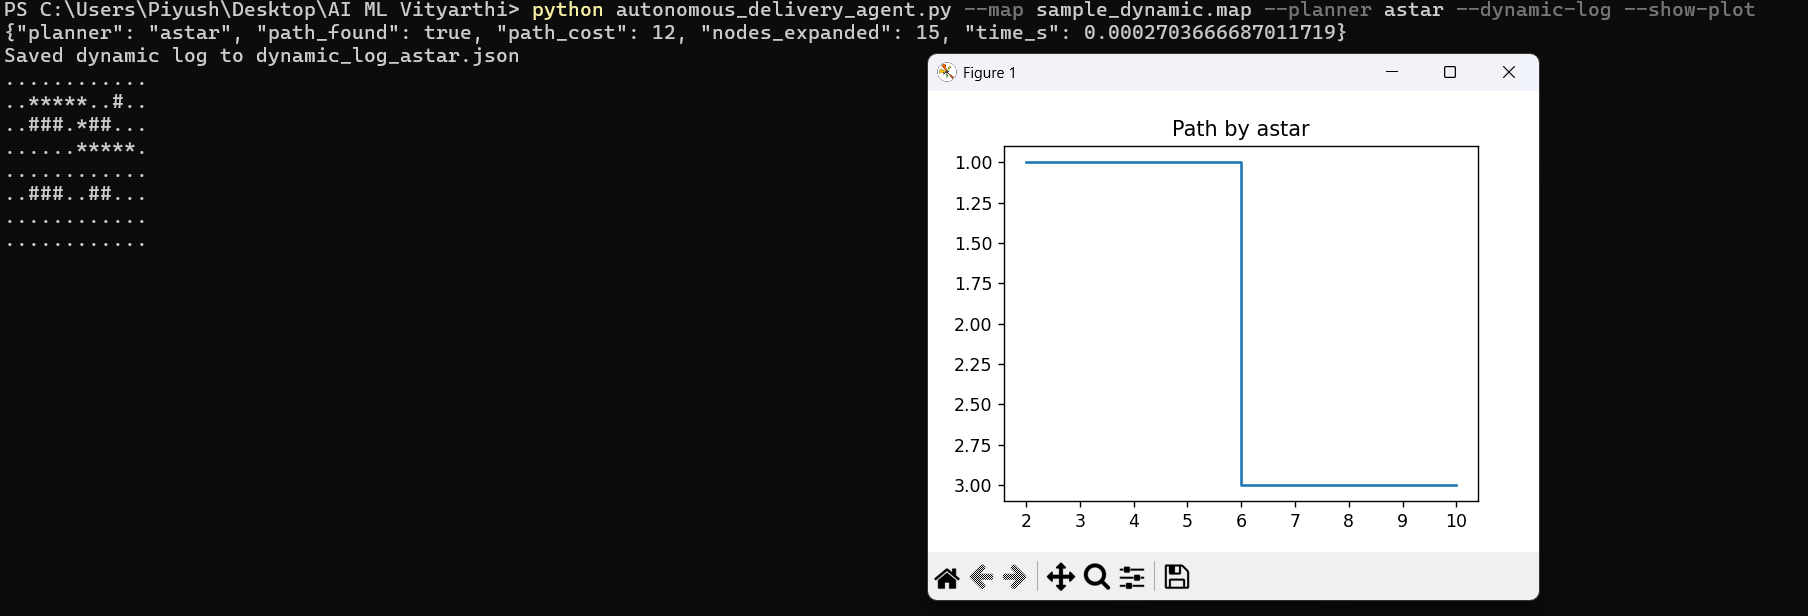 PS C:\Users\Piyush\Desktop\AI ML Vityarthi> python autonomous_delivery_agent.py --map sample_dynamic.map --planner astar --dynamic-log --show-plot
{"planner": "astar", "path_found": true, "path_cost": 12, "nodes_expanded": 15, "time_s": 0.0002703666687011719}
Saved dynamic log to dynamic_log_astar.json
............
..*****..#..
..###.*##...
......*****.
............
..###..##...
............
............
Figure 1
Path by astar
1.00
1.25
1.50
1.75
2.00
2.25
2.50
2.75
3.00
2 3 4 5 6 7 8 9 10